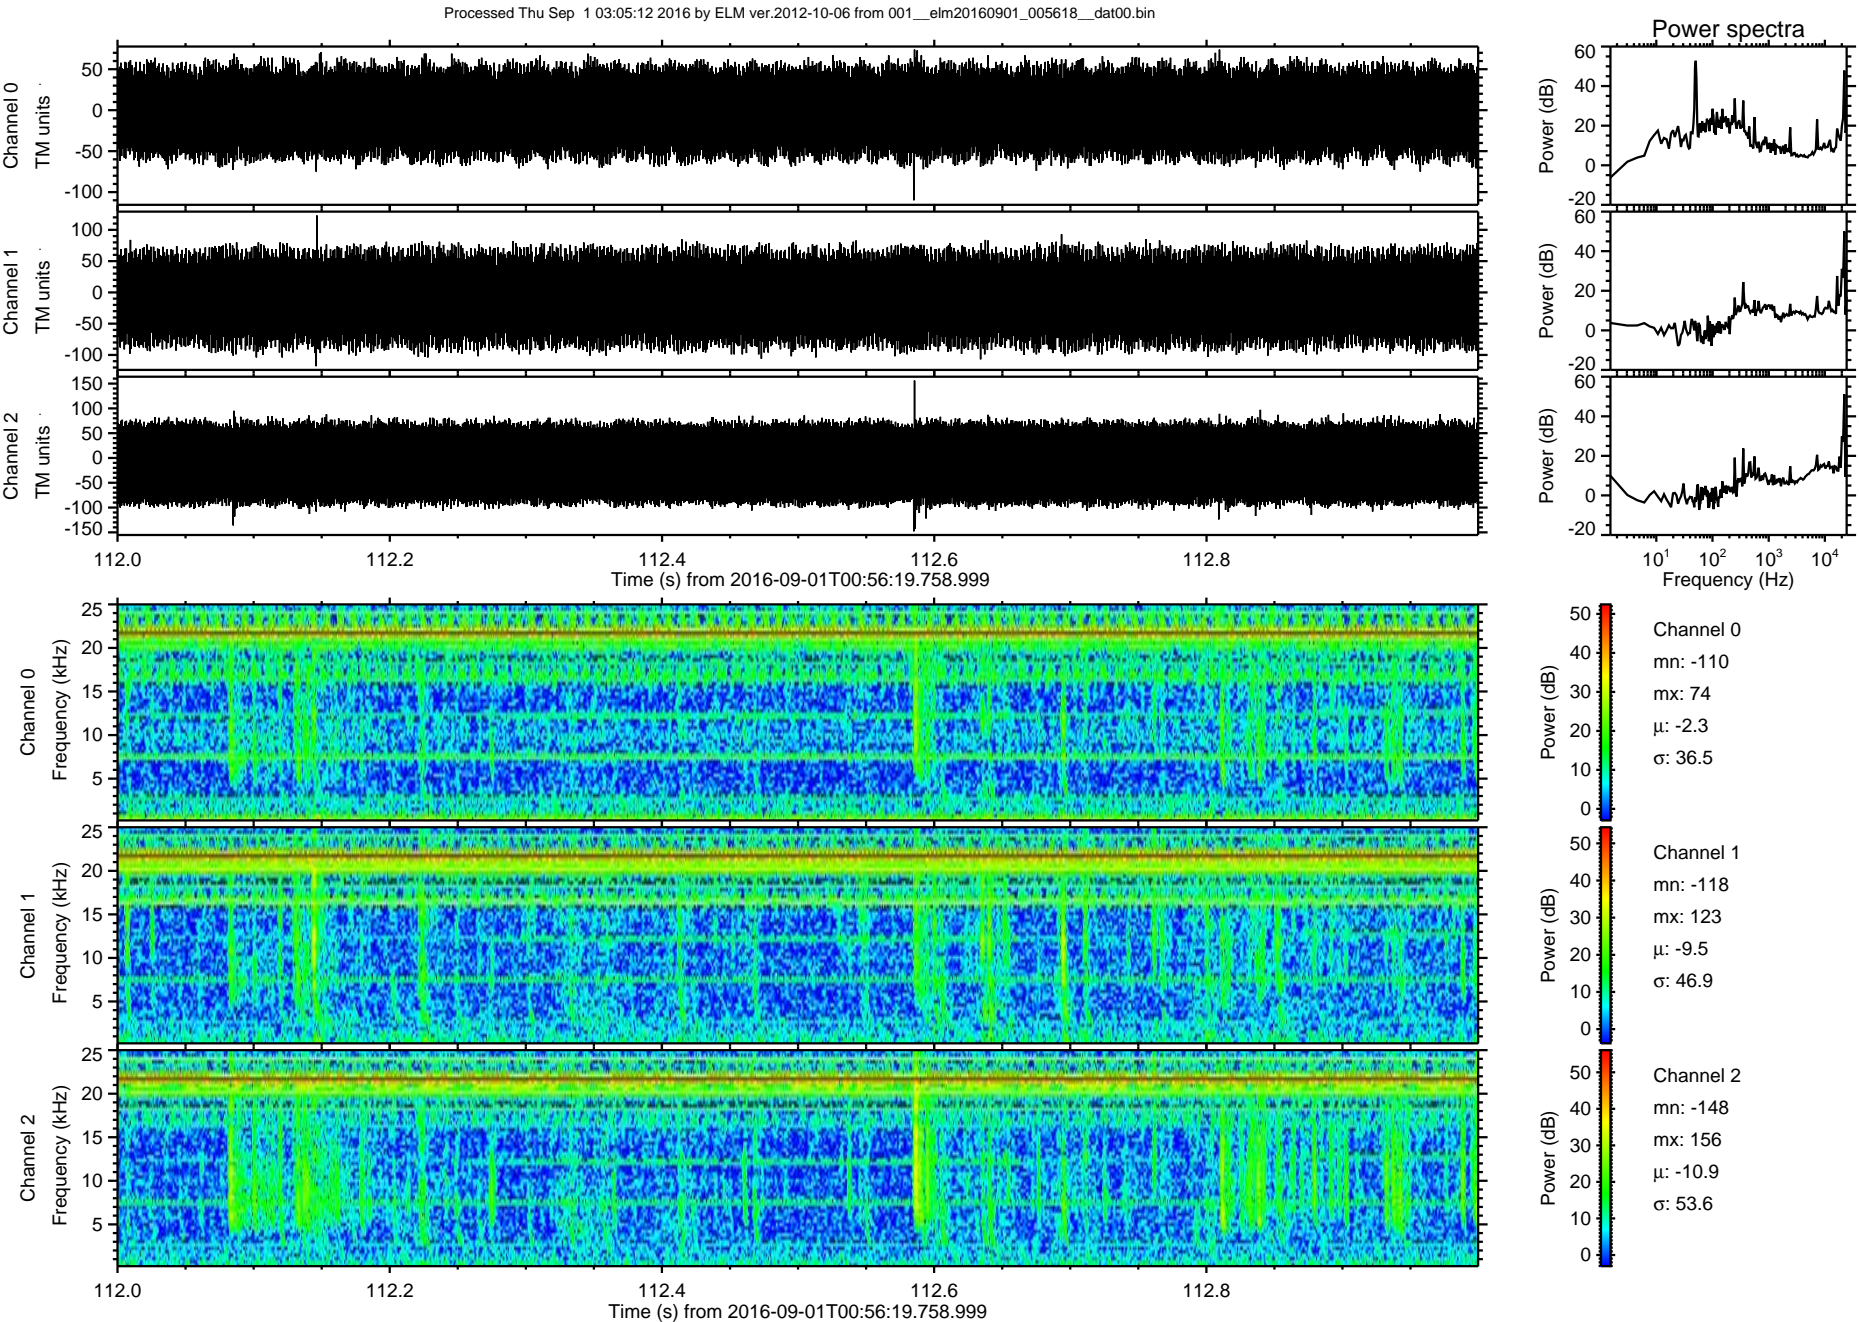 Processed Thu Sep  1 03:05:12 2016 by ELM ver.2012-10-06 from 001__elm20160901_005618__dat00.bin
Power spectra
Channel 0
TM units
50
0
-50
-100
Power (dB)
60
40
20
0
-20
Channel 1
TM units
100
50
0
-50
-100
Power (dB)
60
40
20
0
-20
Channel 2
TM units
150
100
50
0
-50
-100
-150
Power (dB)
60
40
20
0
-20
112.0 112.2 112.4 112.6 112.8
Time (s) from 2016-09-01T00:56:19.758.999
10^1 10^2 10^3 10^4
Frequency (Hz)
Channel 0
Frequency (kHz)
25
20
15
10
5
Power (dB)
50
40
30
20
10
0
Channel 0
mn: -110
mx: 74
μ: -2.3
σ: 36.5
Channel 1
Frequency (kHz)
25
20
15
10
5
Power (dB)
50
40
30
20
10
0
Channel 1
mn: -118
mx: 123
μ: -9.5
σ: 46.9
Channel 2
Frequency (kHz)
25
20
15
10
5
Power (dB)
50
40
30
20
10
0
Channel 2
mn: -148
mx: 156
μ: -10.9
σ: 53.6
112.0 112.2 112.4 112.6 112.8
Time (s) from 2016-09-01T00:56:19.758.999